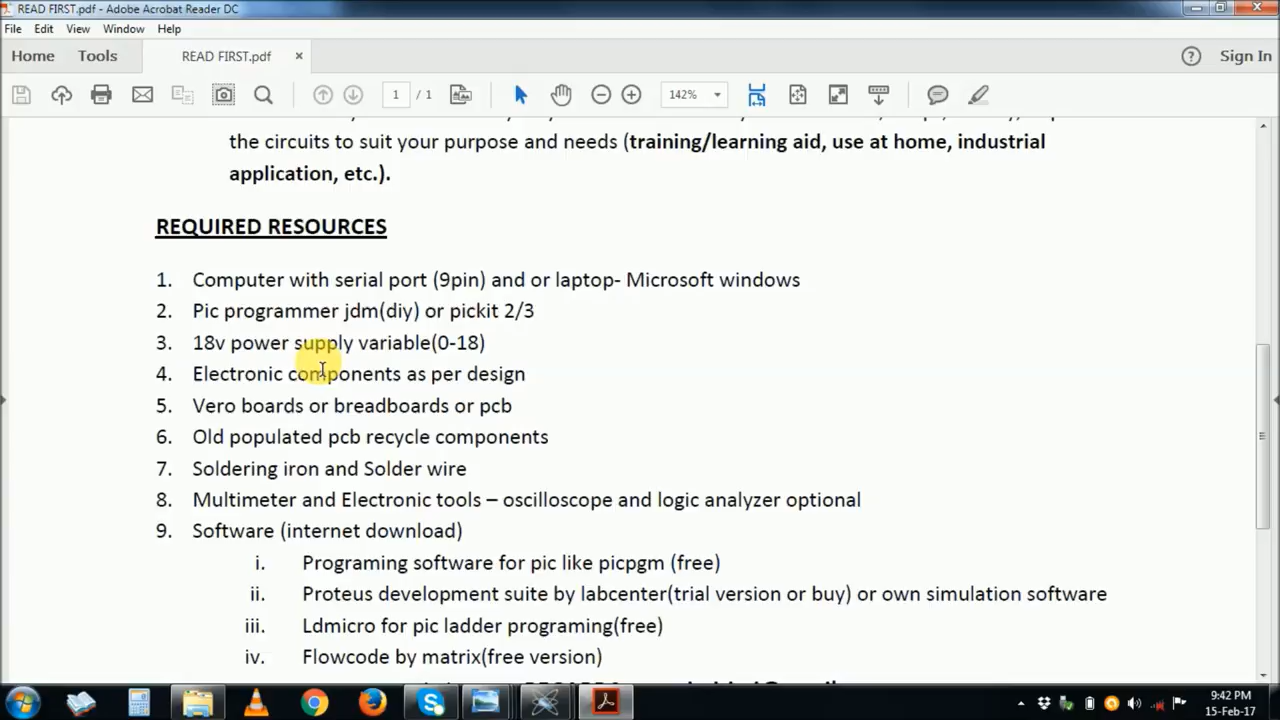 READ FIRST.pdf - Adobe Acrobat Reader DC
File Edit View Window Help
Home Tools READ FIRST.pdf × Sign In
1 / 1 142%
the circuits to suit your purpose and needs (training/learning aid, use at home, industrial
application, etc.).
REQUIRED RESOURCES
1. Computer with serial port (9pin) and or laptop- Microsoft windows
2. Pic programmer jdm(diy) or pickit 2/3
3. 18v power supply variable(0-18)
4. Electronic components as per design
5. Vero boards or breadboards or pcb
6. Old populated pcb recycle components
7. Soldering iron and Solder wire
8. Multimeter and Electronic tools – oscilloscope and logic analyzer optional
9. Software (internet download)
i. Programing software for pic like picpgm (free)
ii. Proteus development suite by labcenter(trial version or buy) or own simulation software
iii. Ldmicro for pic ladder programing(free)
iv. Flowcode by matrix(free version)
9:42 PM
15-Feb-17